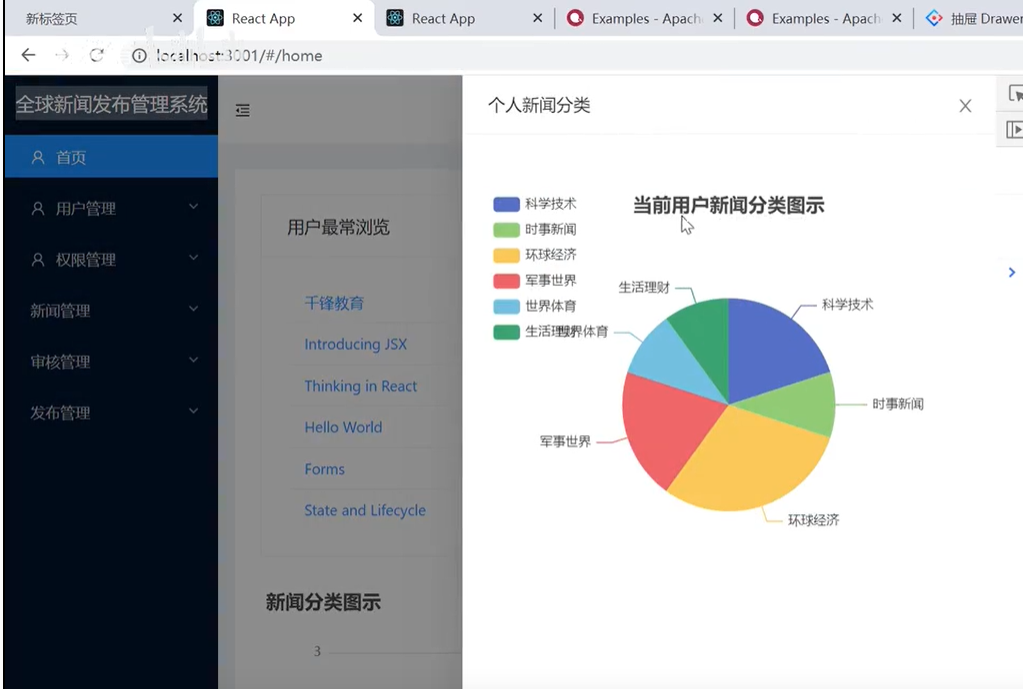 新标签页
React App
React App
Examples - Apach
Examples - Apach
抽屉 Drawer
localhost:3001/#/home
全球新闻发布管理系统
首页
用户管理
权限管理
新闻管理
审核管理
发布管理
用户最常浏览
千锋教育
Introducing JSX
Thinking in React
Hello World
Forms
State and Lifecycle
新闻分类图示
3
个人新闻分类
当前用户新闻分类图示
科学技术
时事新闻
环球经济
军事世界
世界体育
生活理财
生活理财
科学技术
世界体育
时事新闻
军事世界
环球经济